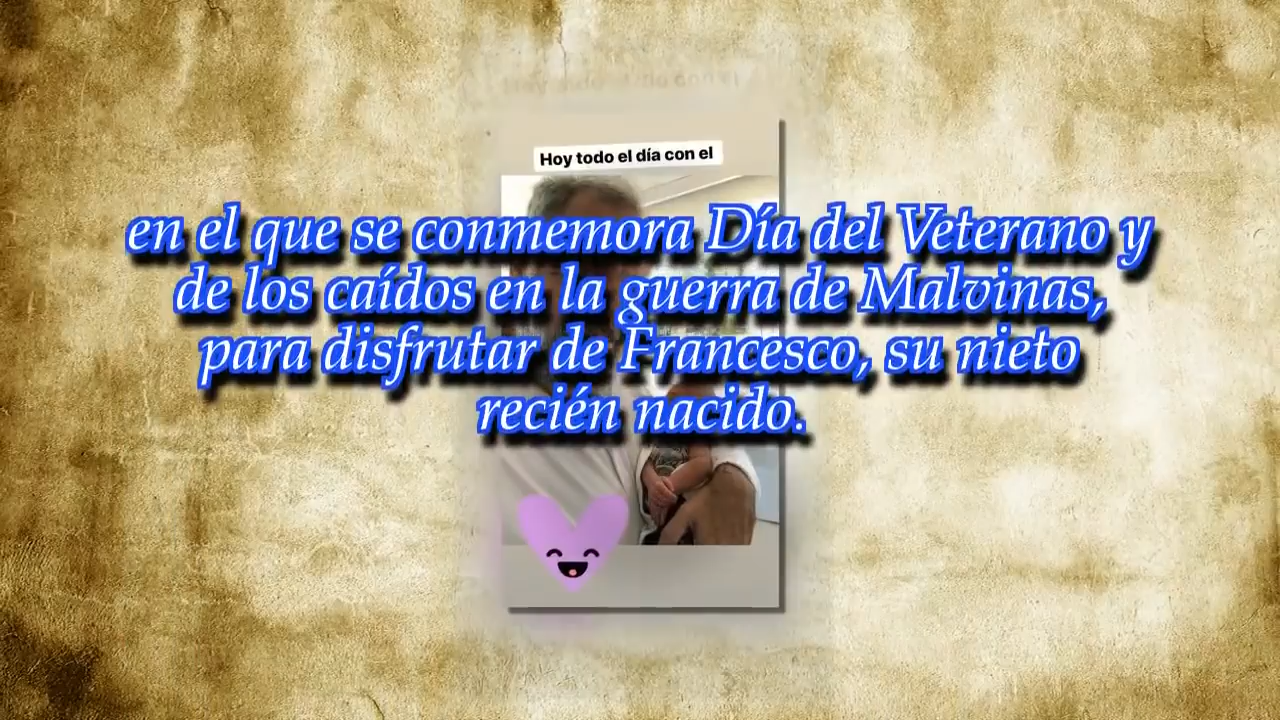 Hoy todo el día con el
en el que se conmemora Día del Veterano y
de los caídos en la guerra de Malvinas,
para disfrutar de Francesco, su nieto
recién nacido.